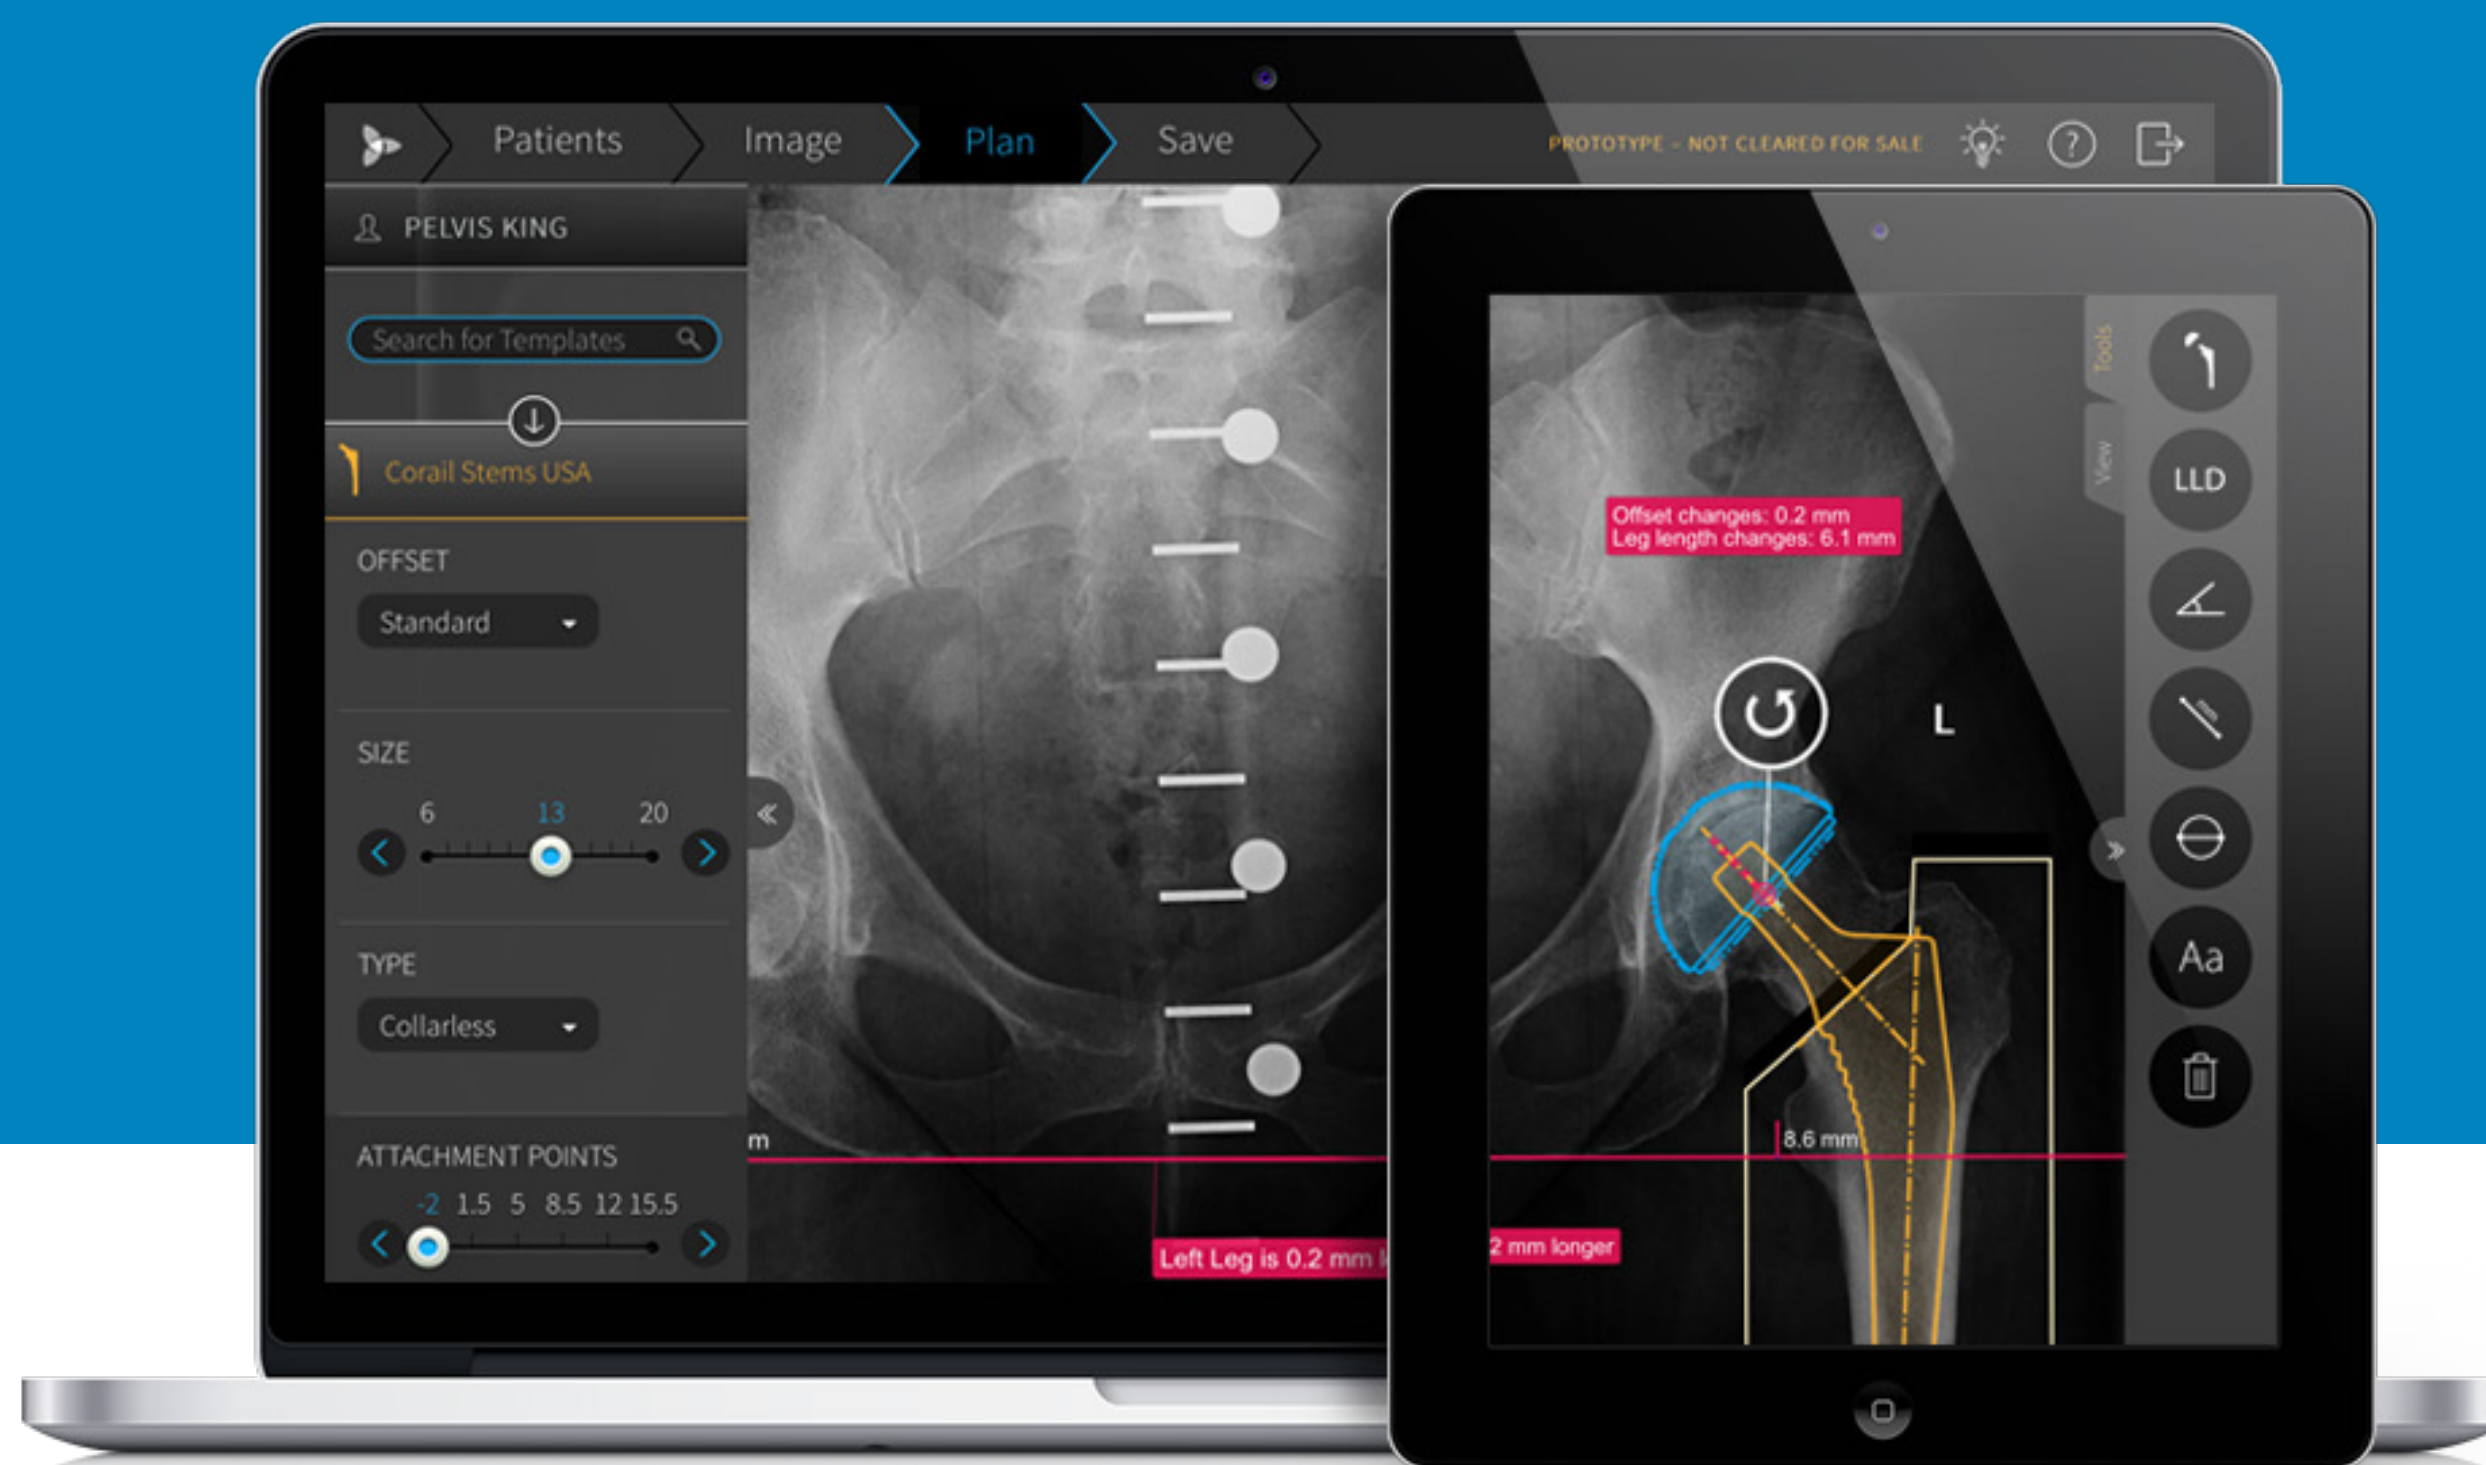 Patients
Image
Plan
Save
PROTOTYPE – NOT CLEARED FOR SALE
?
PELVIS KING
Search for Templates
Corail Stems USA
OFFSET
Standard
SIZE
6 13 20
TYPE
Collarless
ATTACHMENT POINTS
-2 1.5 5 8.5 12 15.5
m
Left Leg is 0.2 mm
Tools
View
LLD
mm
Aa
Offset changes: 0.2 mm
Leg length changes: 6.1 mm
L
8.6 mm
2 mm longer